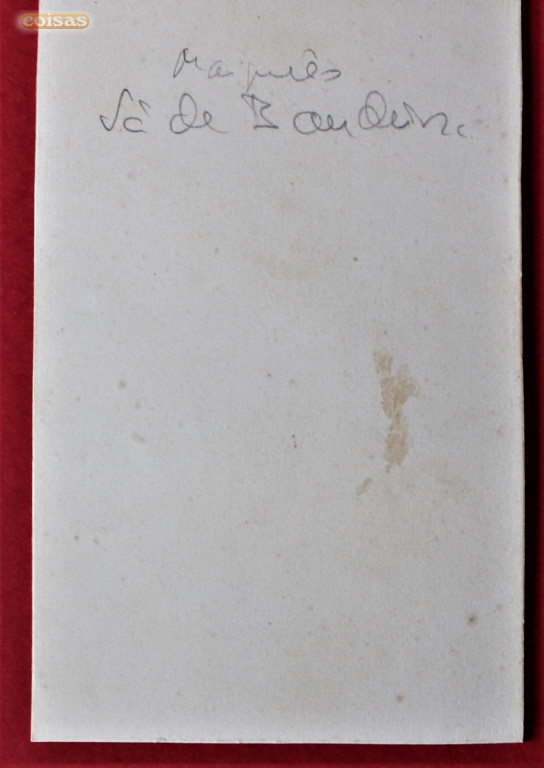 coisas
Marquês
Sá de Bandeira